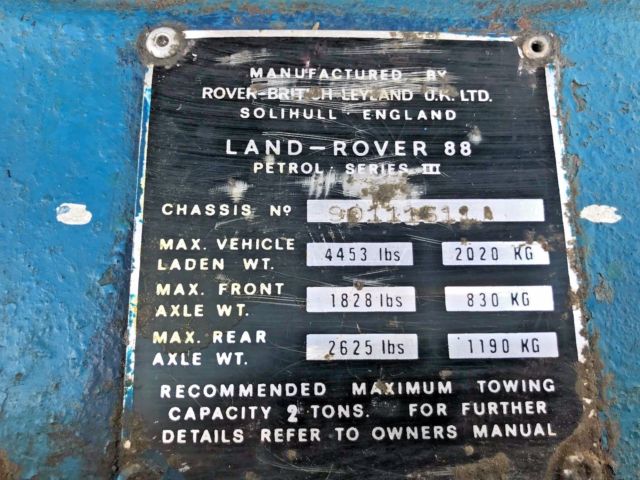 MANUFACTURED BY
ROVER-BRITISH LEYLAND U.K. LTD.
SOLIHULL · ENGLAND
LAND-ROVER 88
PETROL SERIES III
CHASSIS Nº
MAX. VEHICLE LADEN WT. 4453 lbs 2020 KG
MAX. FRONT AXLE WT. 1828 lbs 830 KG
MAX. REAR AXLE WT. 2625 lbs 1190 KG
RECOMMENDED MAXIMUM TOWING
CAPACITY 2 TONS. FOR FURTHER
DETAILS REFER TO OWNERS MANUAL